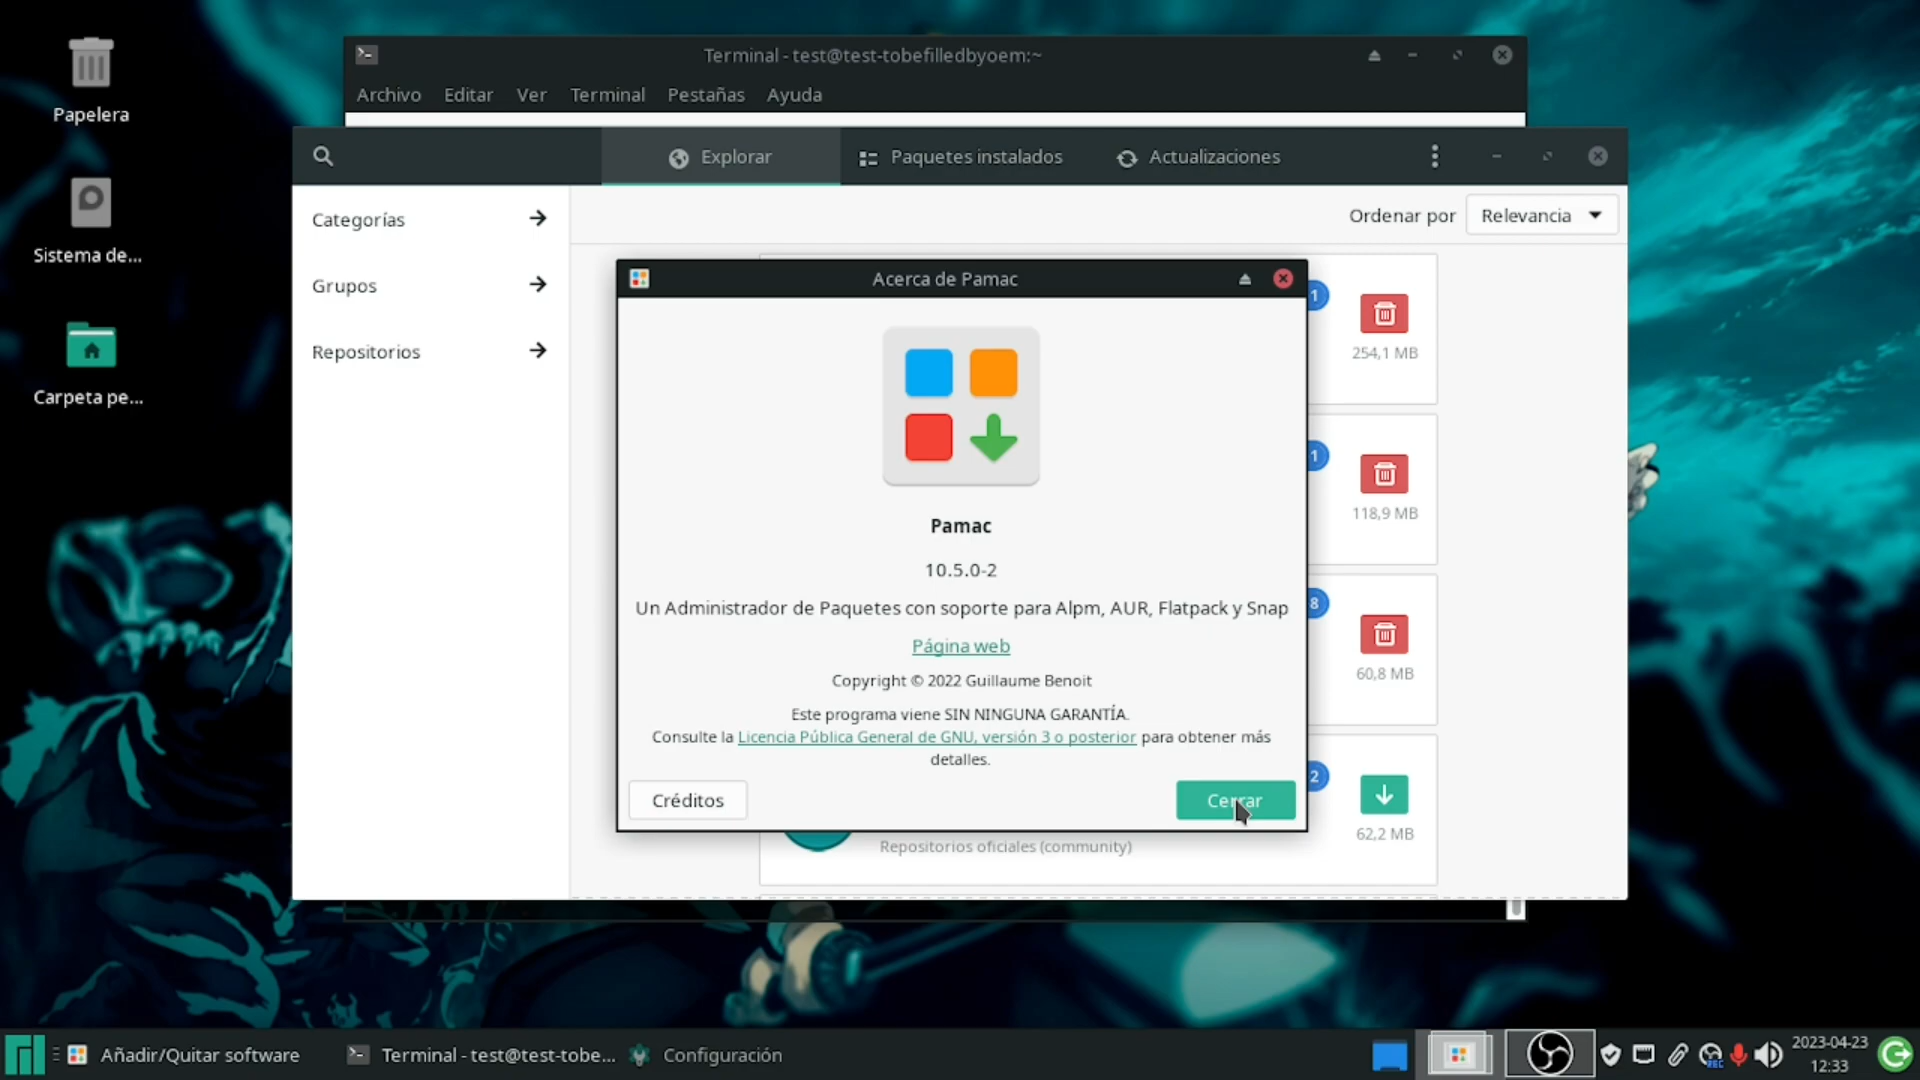 Papelera
Sistema de...
Carpeta pe...
Terminal - test@test-tobefilledbyoem:~
Archivo Editar Ver Terminal Pestañas Ayuda
Explorar
Paquetes instalados
Actualizaciones
Categorías
Grupos
Repositorios
Ordenar por
Relevancia
1
254,1 MB
1
118,9 MB
8
60,8 MB
2
62,2 MB
Repositorios oficiales (community)
Acerca de Pamac
Pamac
10.5.0-2
Un Administrador de Paquetes con soporte para Alpm, AUR, Flatpack y Snap
Página web
Copyright © 2022 Guillaume Benoit
Este programa viene SIN NINGUNA GARANTÍA.
Consulte la Licencia Pública General de GNU, versión 3 o posterior para obtener más
detalles.
Créditos
Cerrar
Añadir/Quitar software
Terminal - test@test-tobe...
Configuración
REC
2023-04-23
12:33